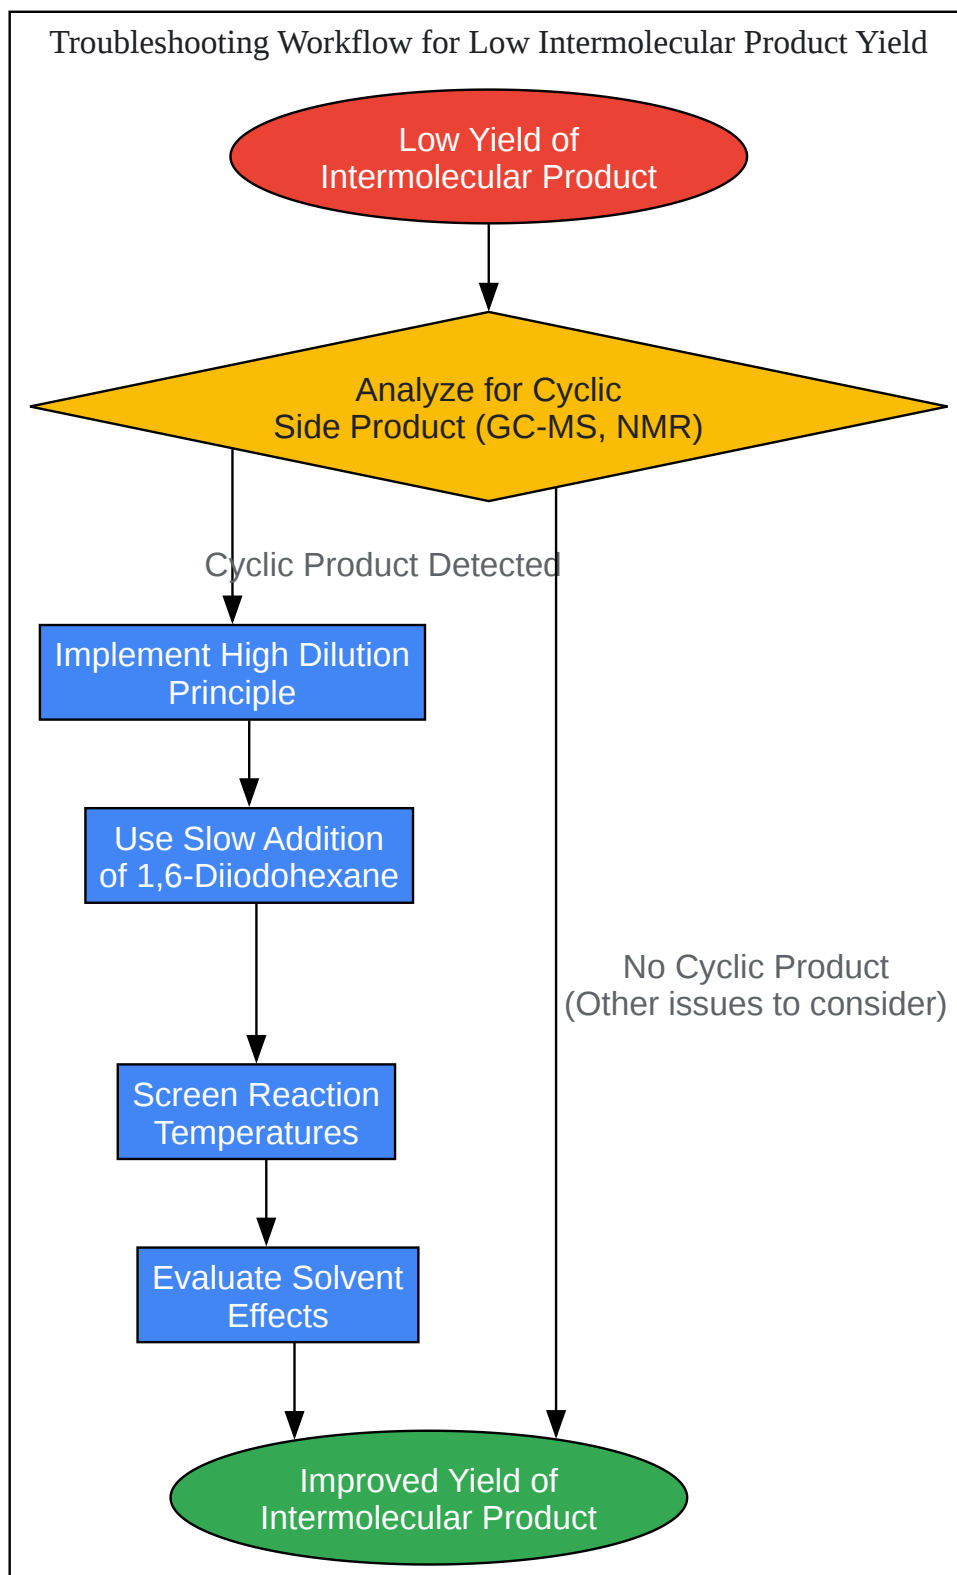 Troubleshooting Workflow for Low Intermolecular Product Yield
Low Yield of
Intermolecular Product
Analyze for Cyclic
Side Product (GC-MS, NMR)
Cyclic Product Detected
Implement High Dilution
Principle
Use Slow Addition
of 1,6-Diiodohexane
No Cyclic Product
(Other issues to consider)
Screen Reaction
Temperatures
Evaluate Solvent
Effects
Improved Yield of
Intermolecular Product